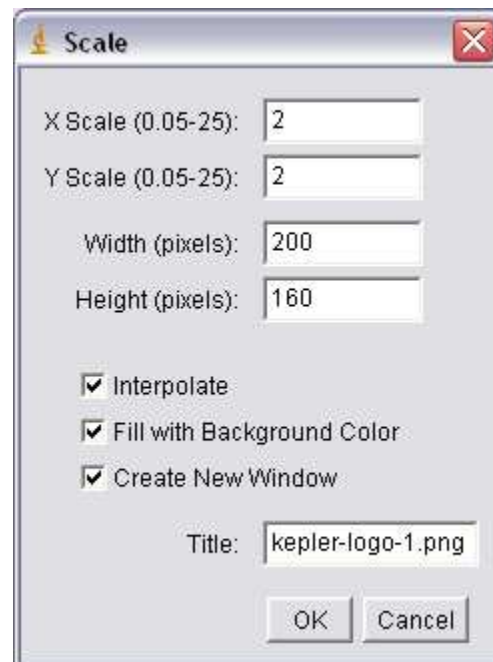 Scale
X Scale (0.05-25): 2
Y Scale (0.05-25): 2
Width (pixels): 200
Height (pixels): 160
Interpolate
Fill with Background Color
Create New Window
Title: kepler-logo-1.png
OK Cancel